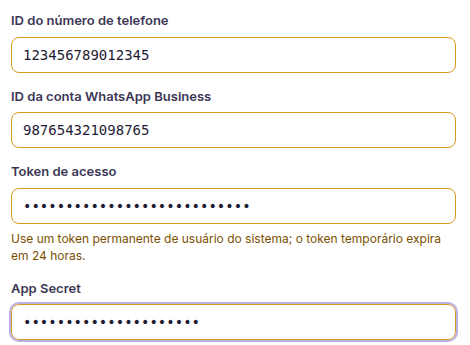 ID do número de telefone
123456789012345
ID da conta WhatsApp Business
987654321098765
Token de acesso
•••••••••••••••••••••••••••
Use um token permanente de usuário do sistema; o token temporário expira
em 24 horas.
App Secret
•••••••••••••••••••••